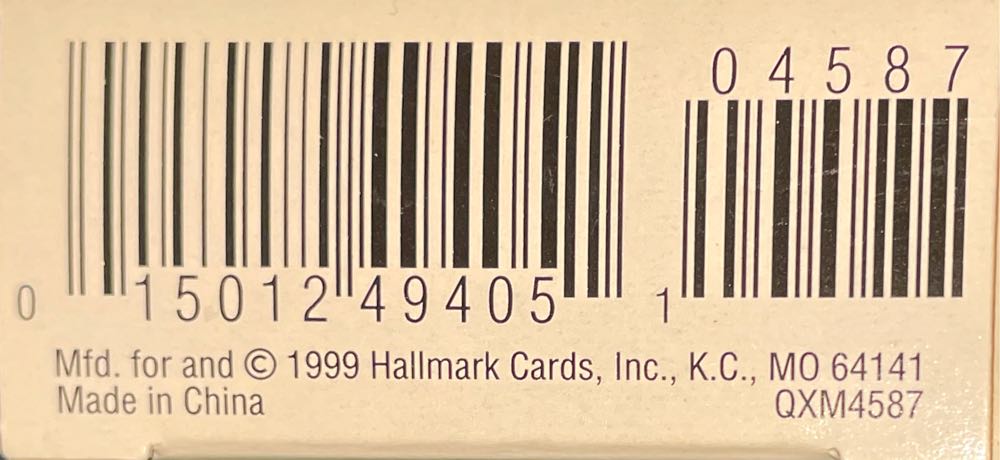 04587
0 15012 49405 1
Mfd. for and © 1999 Hallmark Cards, Inc., K.C., MO 64141
Made in China QXM4587